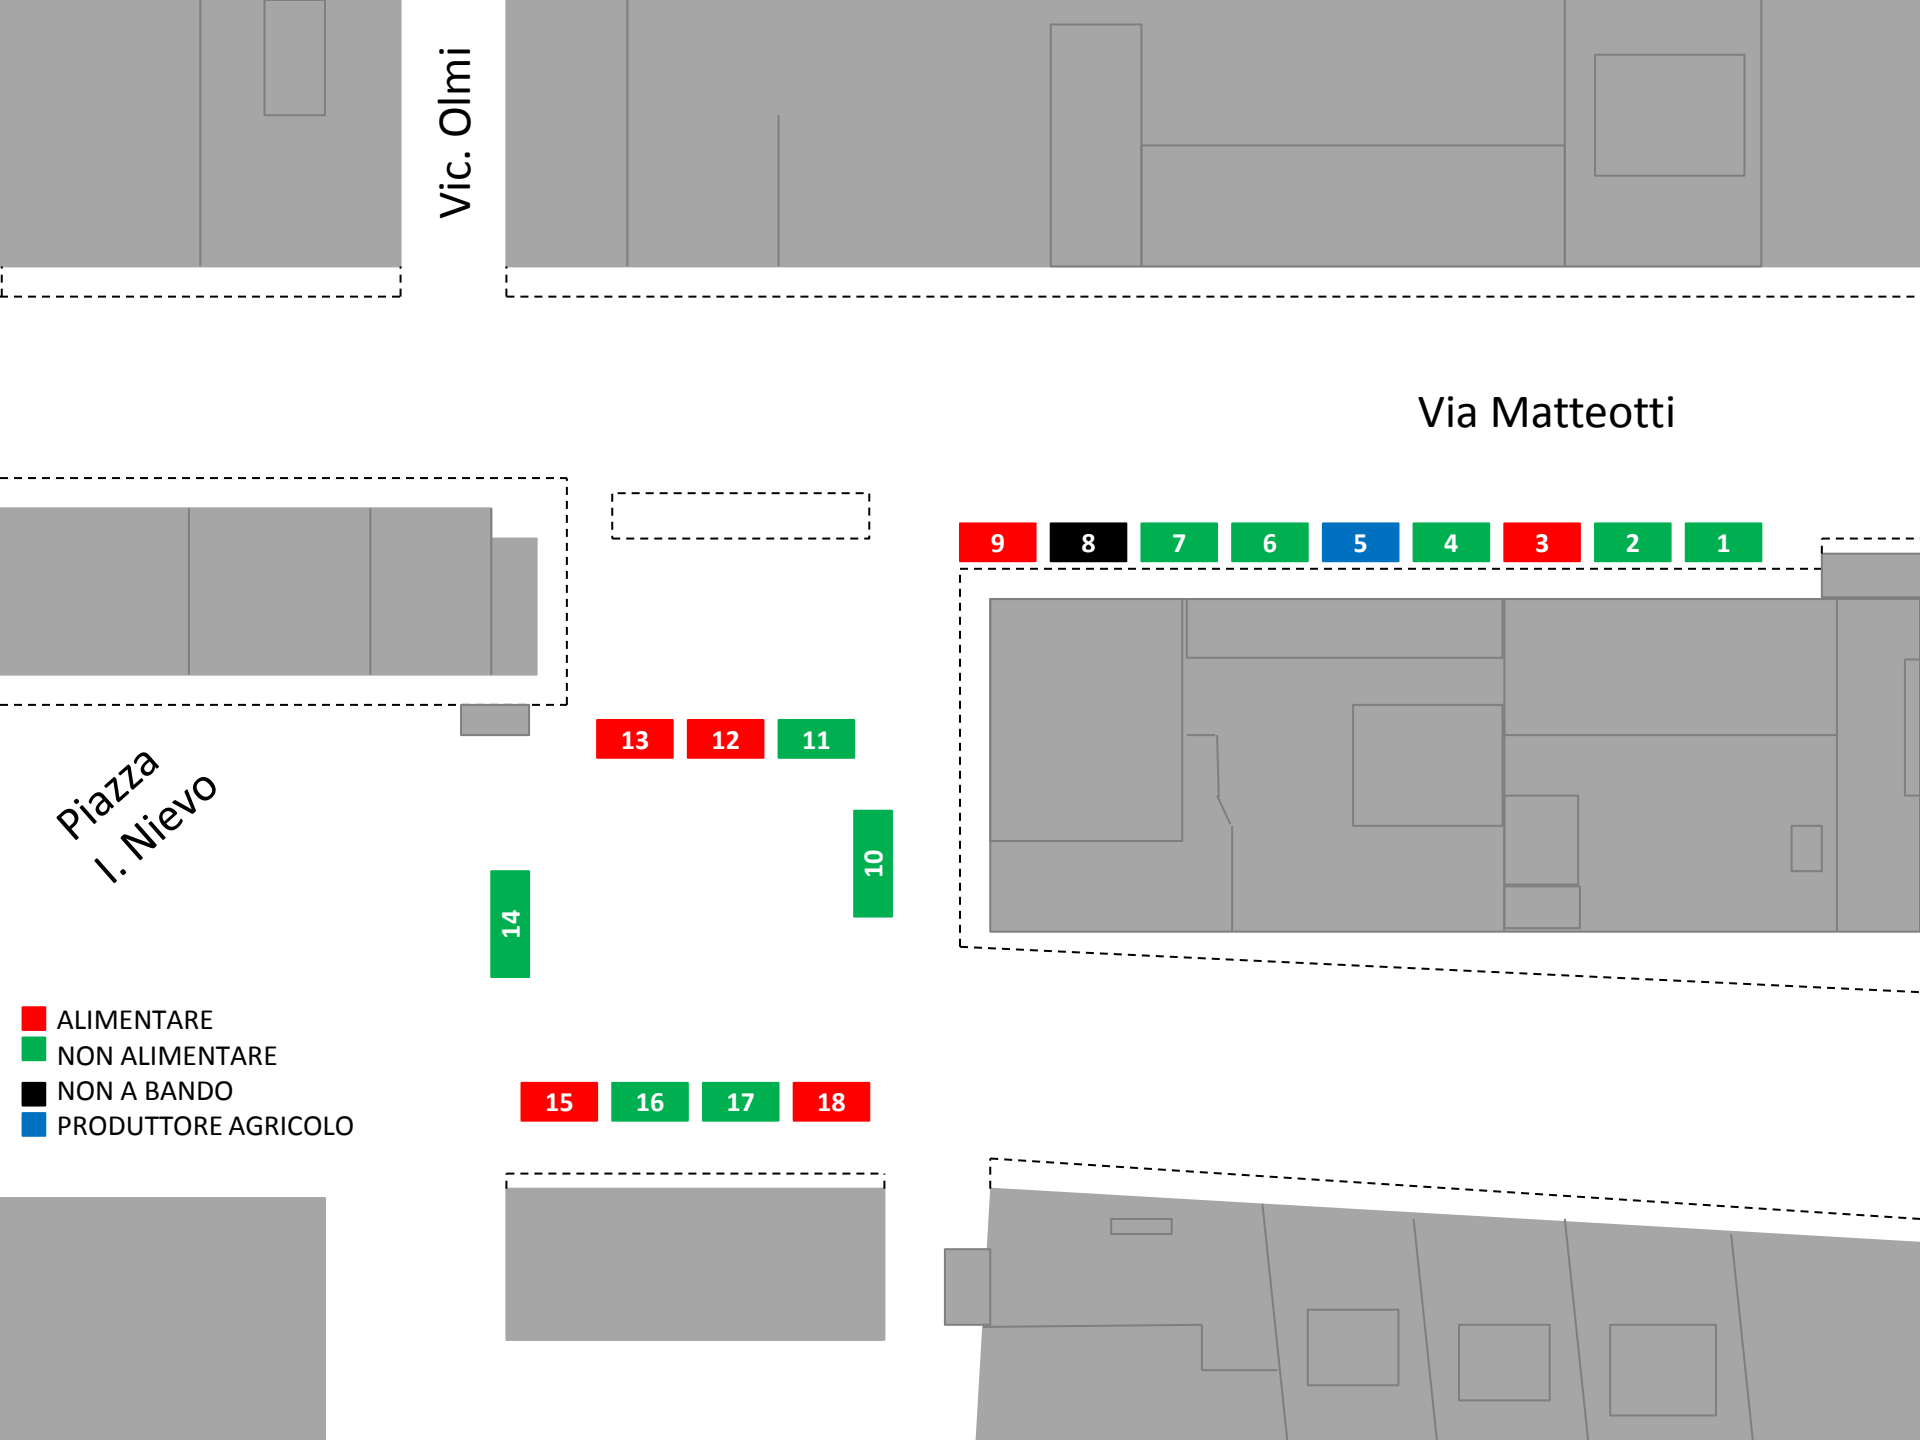 Vic. Olmi
Via Matteotti
9 8 7 6 5 4 3 2 1
13 12 11
Piazza
I. Nievo
10
14
ALIMENTARE
NON ALIMENTARE
NON A BANDO
PRODUTTORE AGRICOLO
15 16 17 18